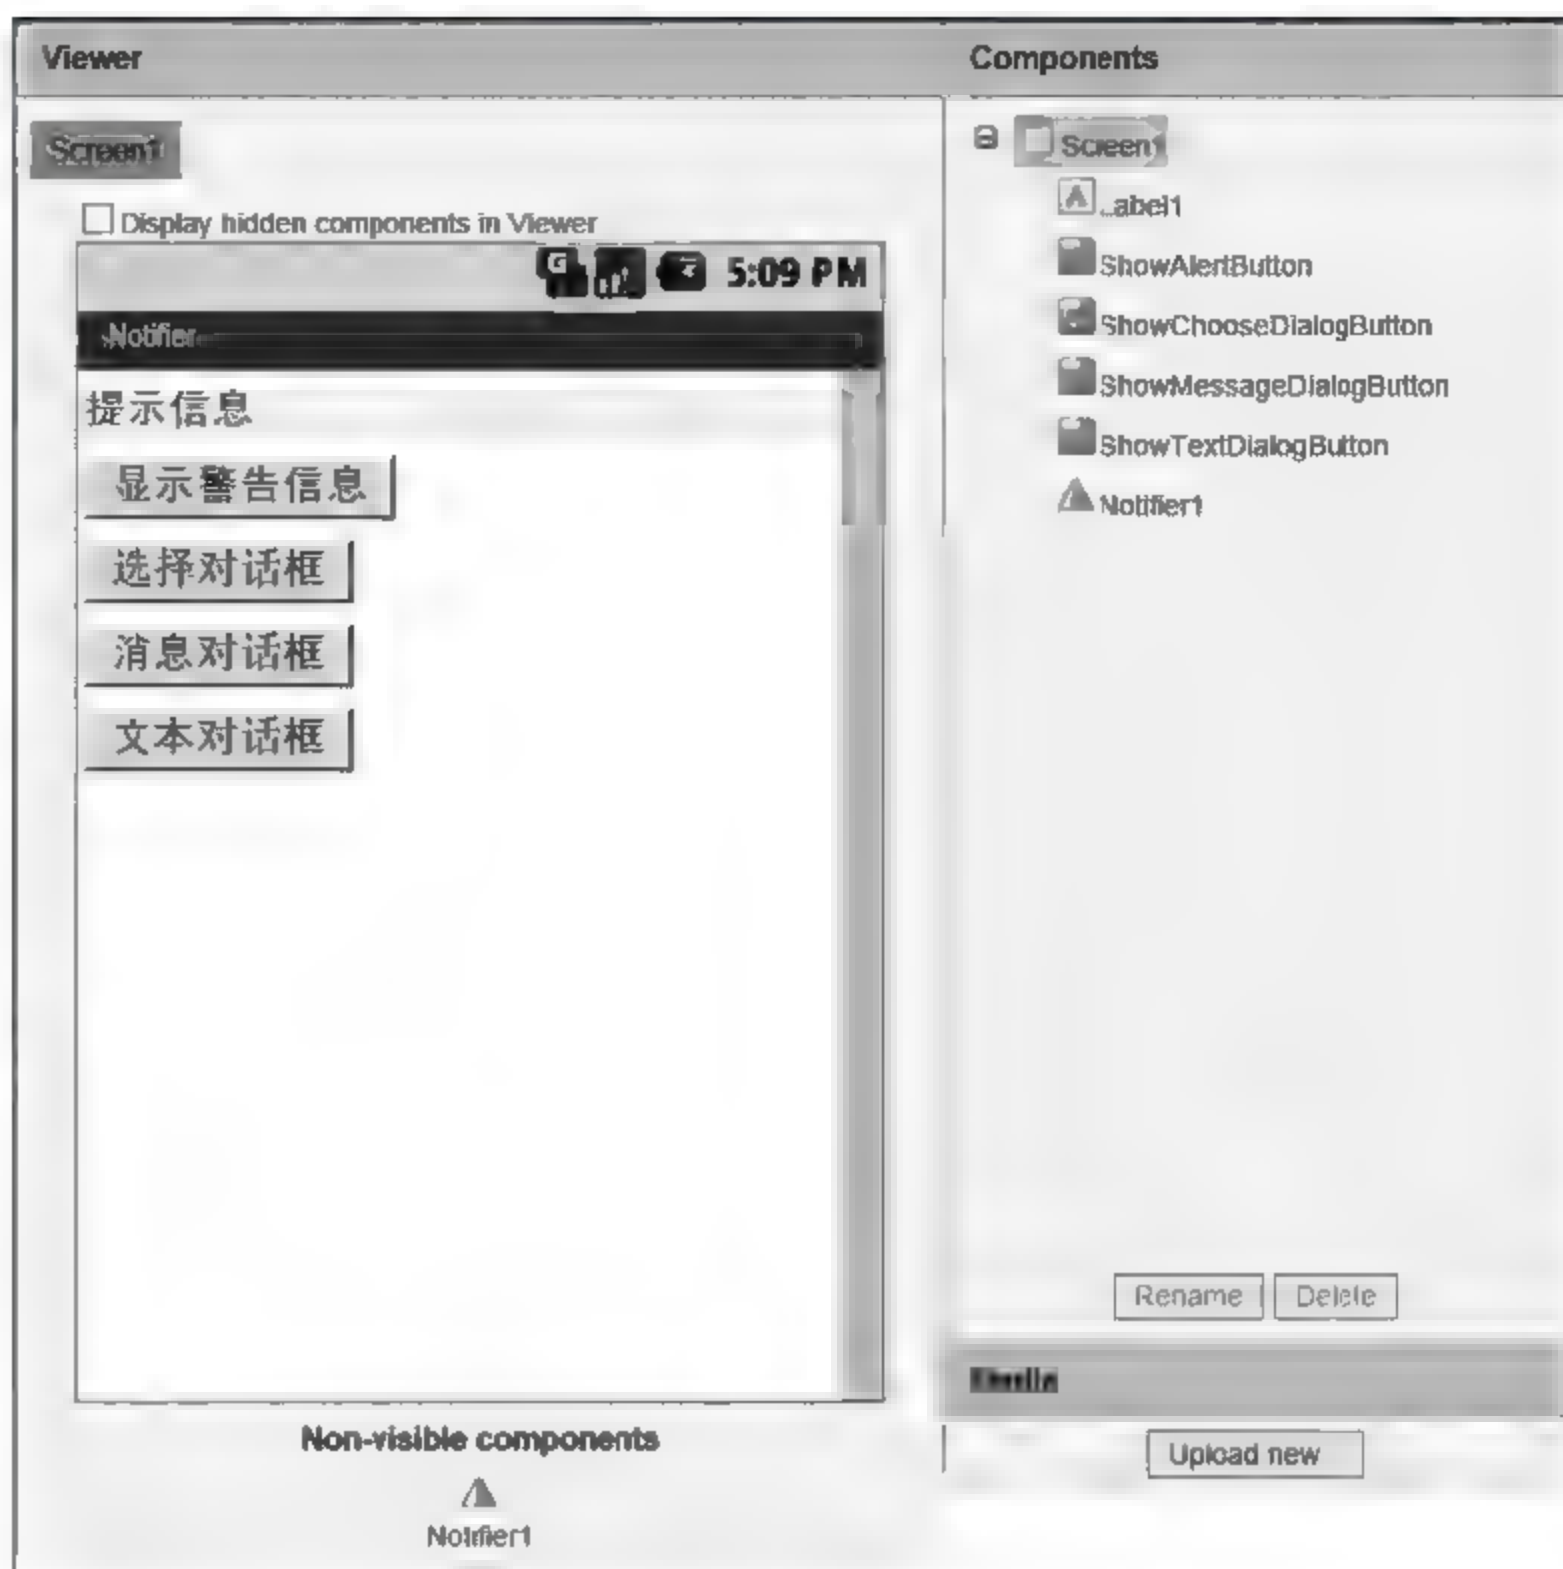 Viewer
Screen1
Display hidden components in Viewer
5:09 PM
Notifier
提示信息
显示警告信息
选择对话框
消息对话框
文本对话框
Non-visible components
Notifier1
Components
Screen1
Label1
ShowAlertButton
ShowChooseDialogButton
ShowMessageDialogButton
ShowTextDialogButton
Notifier1
Rename
Delete
Upload new